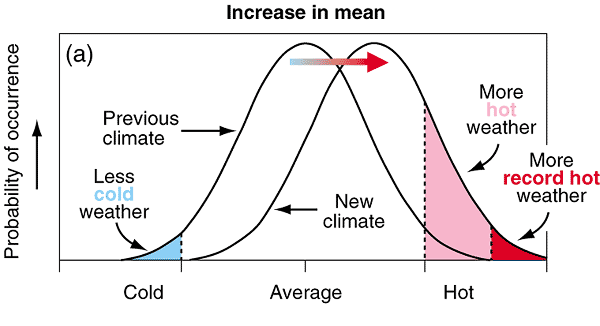 Increase in mean
(a)
Probability of occurrence
Previous
climate
Less
cold
weather
New
climate
More
hot
weather
More
record hot
weather
Cold
Average
Hot